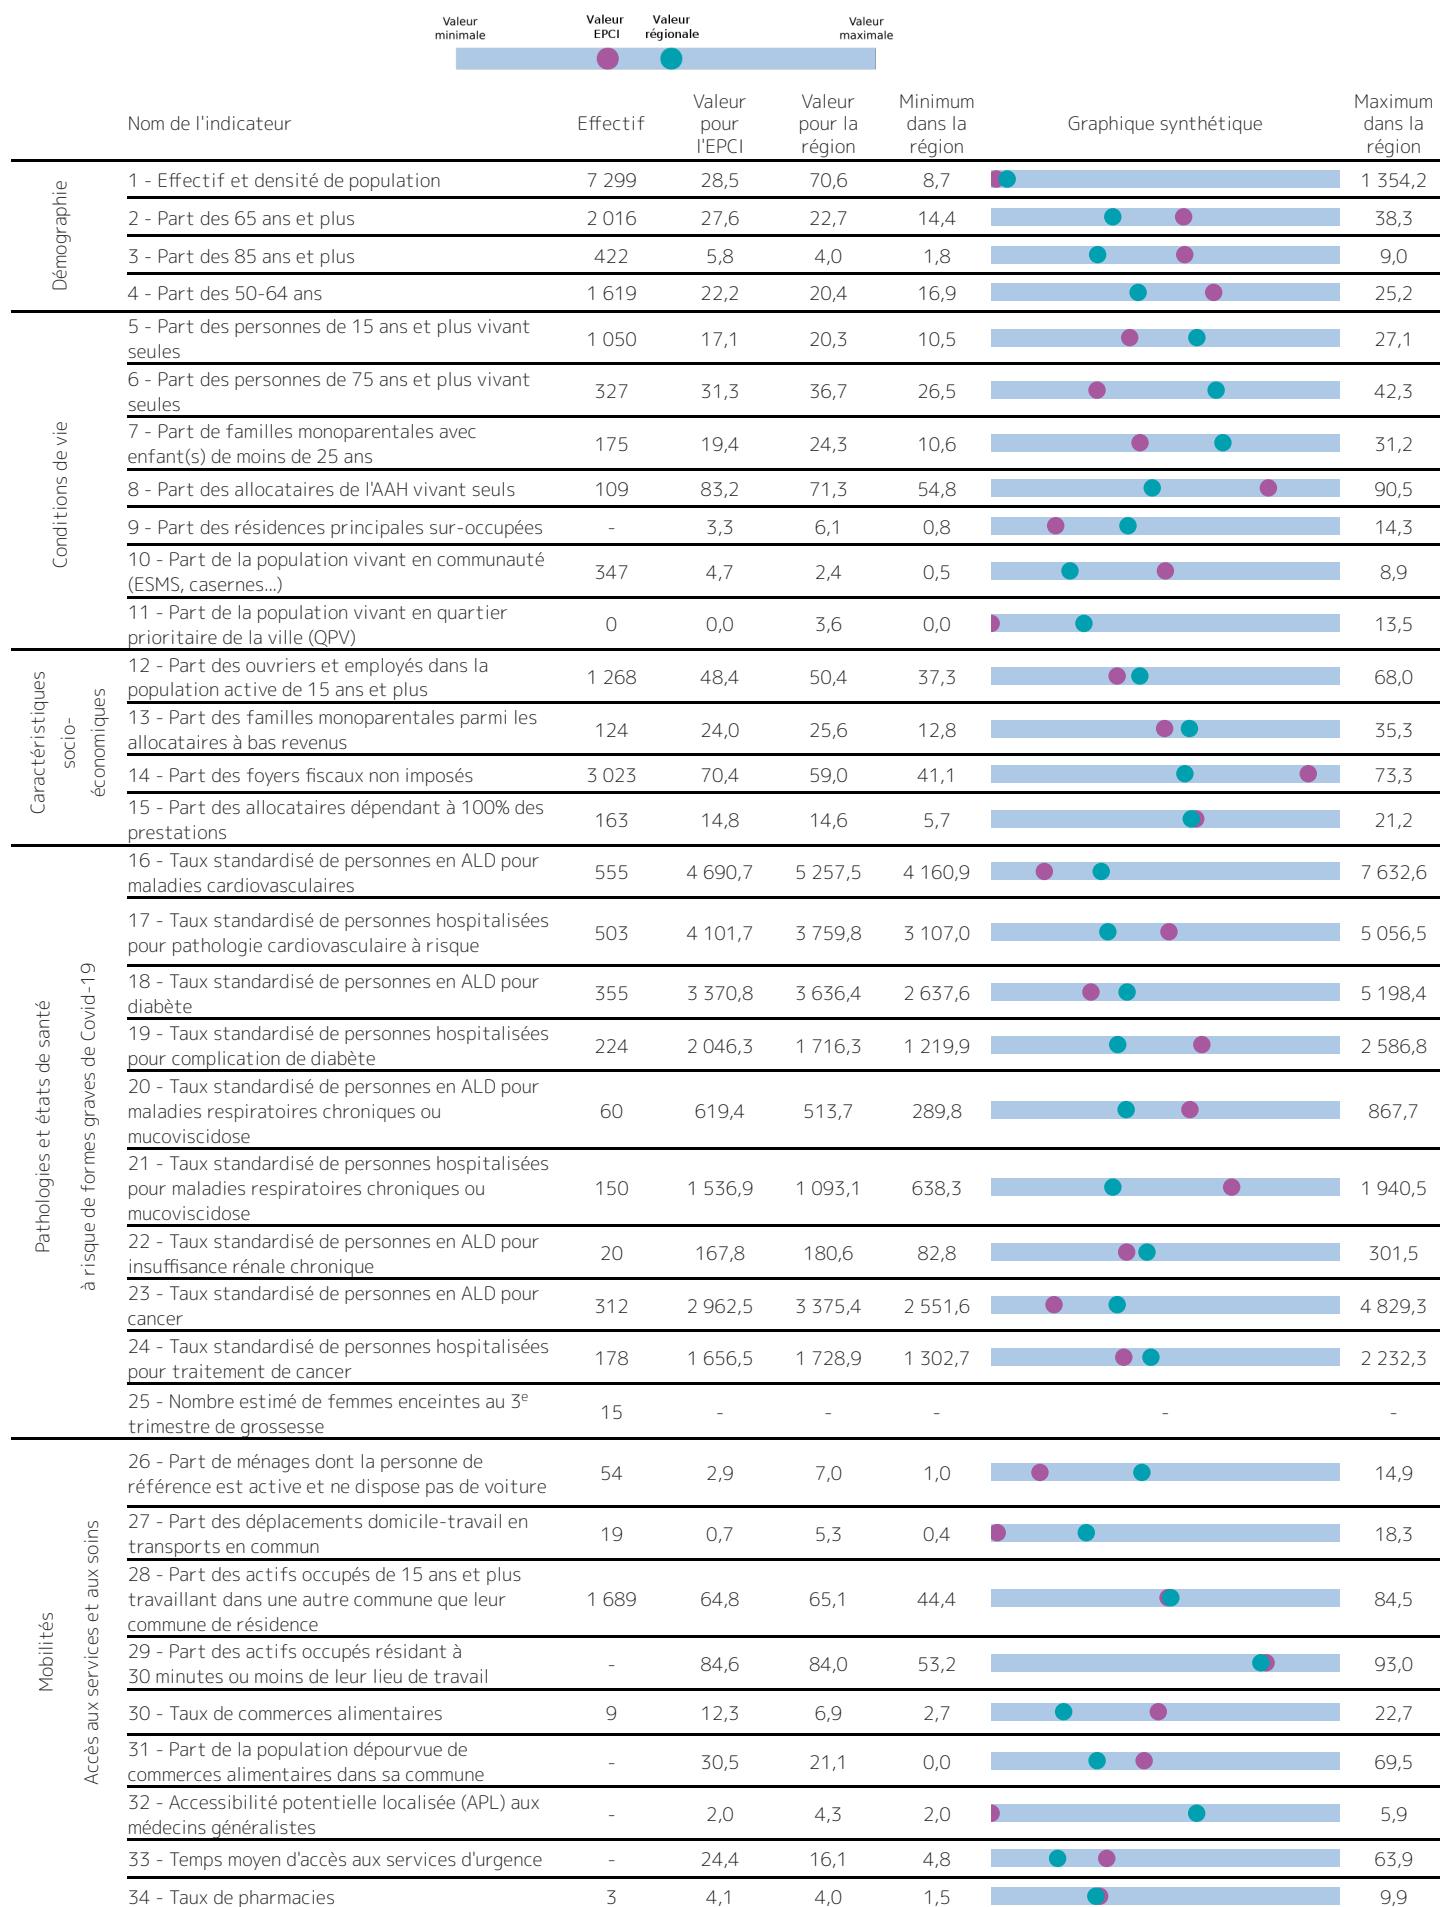 Valeur minimale
Valeur EPCI
Valeur régionale
Valeur maximale
Nom de l'indicateur Effectif Valeur pour l'EPCI Valeur pour la région Minimum dans la région Graphique synthétique Maximum dans la région
Démographie
1 - Effectif et densité de population 7 299 28,5 70,6 8,7 1 354,2
2 - Part des 65 ans et plus 2 016 27,6 22,7 14,4 38,3
3 - Part des 85 ans et plus 422 5,8 4,0 1,8 9,0
4 - Part des 50-64 ans 1 619 22,2 20,4 16,9 25,2
Conditions de vie
5 - Part des personnes de 15 ans et plus vivant
seules 1 050 17,1 20,3 10,5 27,1
6 - Part des personnes de 75 ans et plus vivant
seules 327 31,3 36,7 26,5 42,3
7 - Part de familles monoparentales avec
enfant(s) de moins de 25 ans 175 19,4 24,3 10,6 31,2
8 - Part des allocataires de l'AAH vivant seuls 109 83,2 71,3 54,8 90,5
9 - Part des résidences principales sur-occupées - 3,3 6,1 0,8 14,3
10 - Part de la population vivant en communauté
(ESMS, casernes...) 347 4,7 2,4 0,5 8,9
11 - Part de la population vivant en quartier
prioritaire de la ville (QPV) 0 0,0 3,6 0,0 13,5
Caractéristiques
socio-
économiques
12 - Part des ouvriers et employés dans la
population active de 15 ans et plus 1 268 48,4 50,4 37,3 68,0
13 - Part des familles monoparentales parmi les
allocataires à bas revenus 124 24,0 25,6 12,8 35,3
14 - Part des foyers fiscaux non imposés 3 023 70,4 59,0 41,1 73,3
15 - Part des allocataires dépendant à 100% des
prestations 163 14,8 14,6 5,7 21,2
Pathologies et états de santé
à risque de formes graves de Covid-19
16 - Taux standardisé de personnes en ALD pour
maladies cardiovasculaires 555 4 690,7 5 257,5 4 160,9 7 632,6
17 - Taux standardisé de personnes hospitalisées
pour pathologie cardiovasculaire à risque 503 4 101,7 3 759,8 3 107,0 5 056,5
18 - Taux standardisé de personnes en ALD pour
diabète 355 3 370,8 3 636,4 2 637,6 5 198,4
19 - Taux standardisé de personnes hospitalisées
pour complication de diabète 224 2 046,3 1 716,3 1 219,9 2 586,8
20 - Taux standardisé de personnes en ALD pour
maladies respiratoires chroniques ou 60 619,4 513,7 289,8 867,7
mucoviscidose
21 - Taux standardisé de personnes hospitalisées
pour maladies respiratoires chroniques ou 150 1 536,9 1 093,1 638,3 1 940,5
mucoviscidose
22 - Taux standardisé de personnes en ALD pour
insuffisance rénale chronique 20 167,8 180,6 82,8 301,5
23 - Taux standardisé de personnes en ALD pour
cancer 312 2 962,5 3 375,4 2 551,6 4 829,3
24 - Taux standardisé de personnes hospitalisées
pour traitement de cancer 178 1 656,5 1 728,9 1 302,7 2 232,3
25 - Nombre estimé de femmes enceintes au 3e
trimestre de grossesse 15 - - - - -
Mobilités
Accès aux services et aux soins
26 - Part de ménages dont la personne de
référence est active et ne dispose pas de voiture 54 2,9 7,0 1,0 14,9
27 - Part des déplacements domicile-travail en
transports en commun 19 0,7 5,3 0,4 18,3
28 - Part des actifs occupés de 15 ans et plus
travaillant dans une autre commune que leur 1 689 64,8 65,1 44,4 84,5
commune de résidence
29 - Part des actifs occupés résidant à
30 minutes ou moins de leur lieu de travail - 84,6 84,0 53,2 93,0
30 - Taux de commerces alimentaires 9 12,3 6,9 2,7 22,7
31 - Part de la population dépourvue de
commerces alimentaires dans sa commune - 30,5 21,1 0,0 69,5
32 - Accessibilité potentielle localisée (APL) aux
médecins généralistes - 2,0 4,3 2,0 5,9
33 - Temps moyen d'accès aux services d'urgence - 24,4 16,1 4,8 63,9
34 - Taux de pharmacies 3 4,1 4,0 1,5 9,9